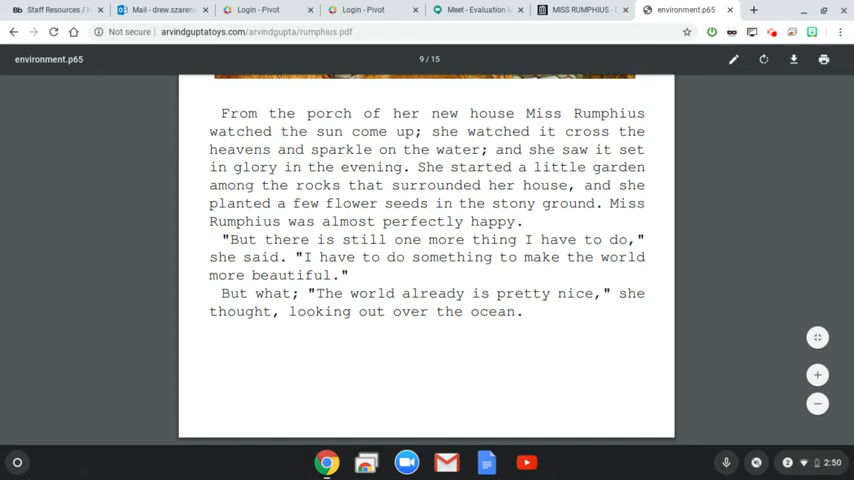 Staff Resources / H
Mail - drew.szarens
Login - Pivot
Login - Pivot
Meet - Evaluation M
MISS RUMPHIUS - E
environment.p65
Not secure | arvindguptatoys.com/arvindgupta/rumphius.pdf
environment.p65
9 / 15
From the porch of her new house Miss Rumphius
watched the sun come up; she watched it cross the
heavens and sparkle on the water; and she saw it set
in glory in the evening. She started a little garden
among the rocks that surrounded her house, and she
planted a few flower seeds in the stony ground. Miss
Rumphius was almost perfectly happy.
"But there is still one more thing I have to do,"
she said. "I have to do something to make the world
more beautiful."
But what; "The world already is pretty nice," she
thought, looking out over the ocean.
2
2:50